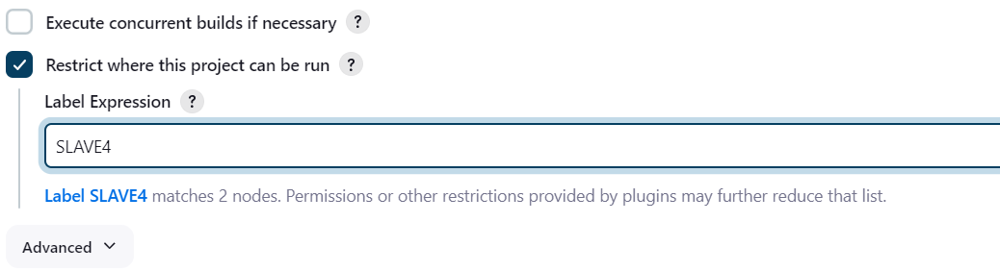 Execute concurrent builds if necessary ?
Restrict where this project can be run ?
Label Expression ?
SLAVE4
Label SLAVE4 matches 2 nodes. Permissions or other restrictions provided by plugins may further reduce that list.
Advanced